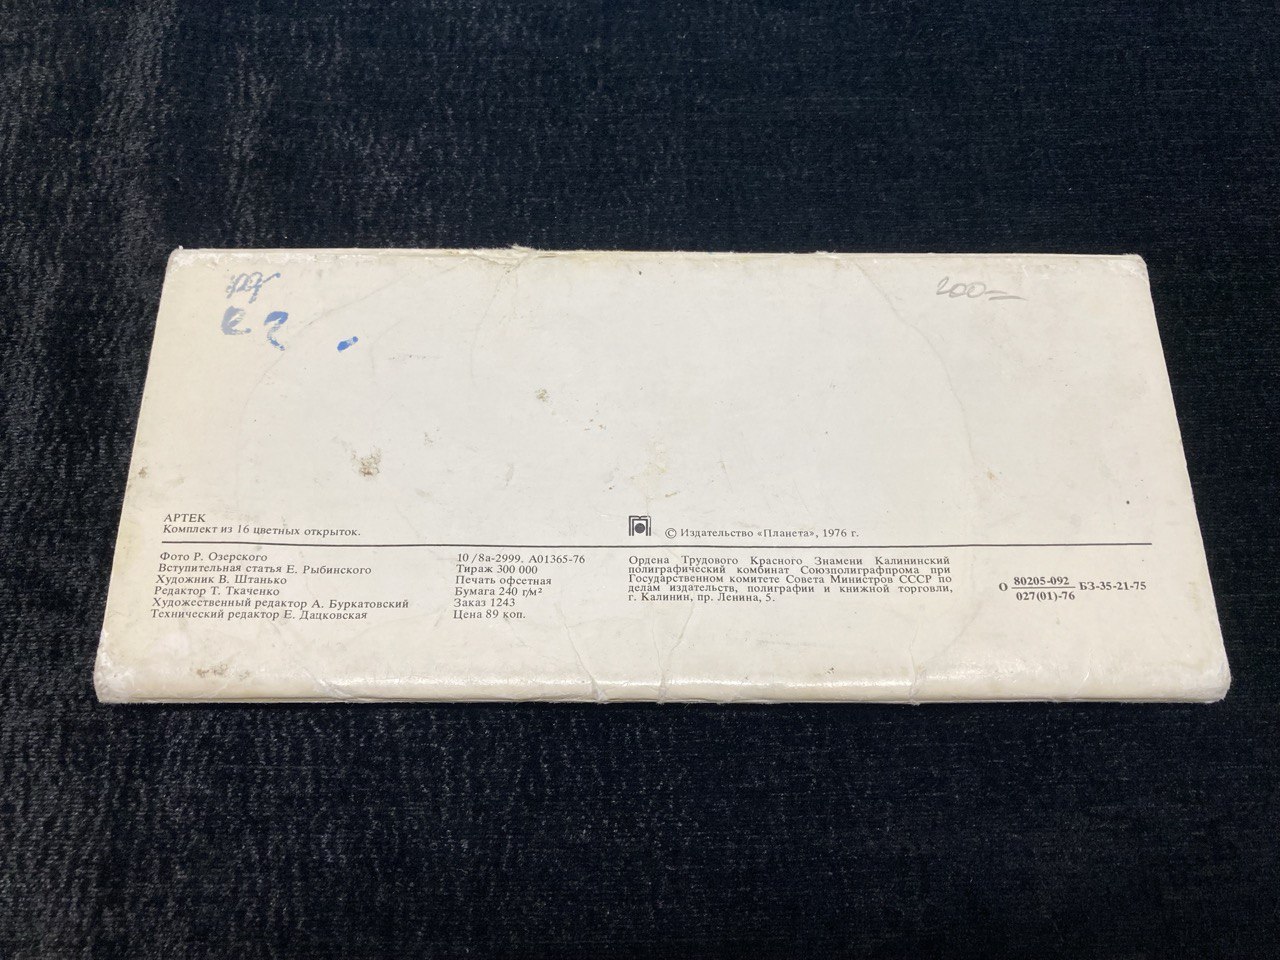 200=
АРТЕК
Комплект из 16 цветных открыток.
© Издательство «Планета», 1976 г.
Фото Р. Озерского
Вступительная статья Е. Рыбинского
Художник В. Штанько
Редактор Т. Ткаченко
Художественный редактор А. Буркатовский
Технический редактор Е. Дацковская
10/8а-2999. А01365-76
Тираж 300 000
Печать офсетная
Бумага 240 г/м²
Заказ 1243
Цена 89 коп.
Ордена Трудового Красного Знамени Калининский
полиграфический комбинат Союзполиграфпрома при
Государственном комитете Совета Министров СССР по
делам издательств, полиграфии и книжной торговли,
г. Калинин, пр. Ленина, 5.
80205-092
О БЗ-35-21-75
027(01)-76